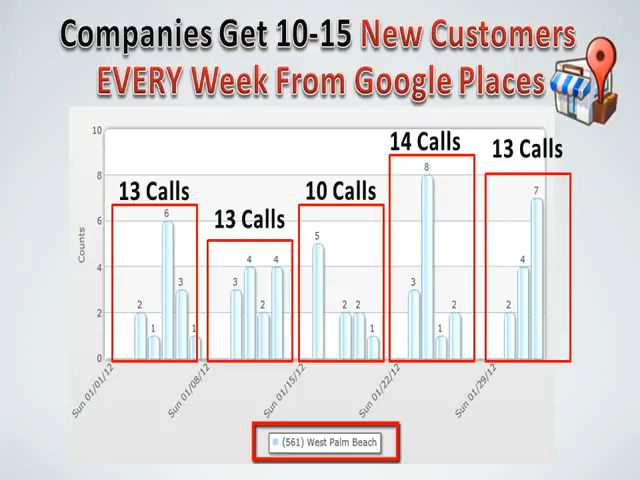 Companies Get 10-15 New Customers
EVERY Week From Google Places
10
8
6
4
2
0
Counts
13 Calls
13 Calls
10 Calls
14 Calls
13 Calls
2
1
6
3
1
3
4
2
4
5
2
2
1
3
8
1
2
2
4
7
Sun 01/01/12
Sun 01/08/12
Sun 01/15/12
Sun 01/22/12
Sun 01/29/12
(561) West Palm Beach